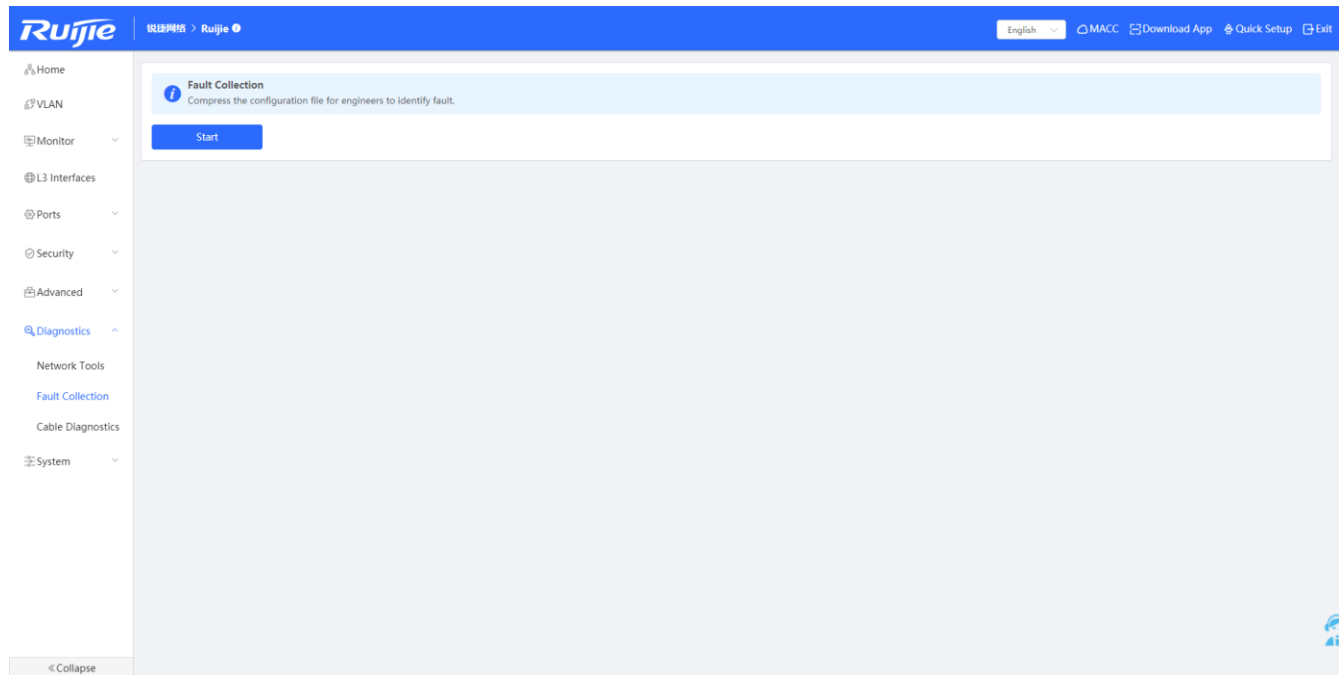 Ruijie
锐捷网络 > Ruijie
English
MACC
Download App
Quick Setup
Exit
Home
VLAN
Monitor
L3 Interfaces
Ports
Security
Advanced
Diagnostics
Network Tools
Fault Collection
Cable Diagnostics
System
Fault Collection
Compress the configuration file for engineers to identify fault.
Start
«Collapse